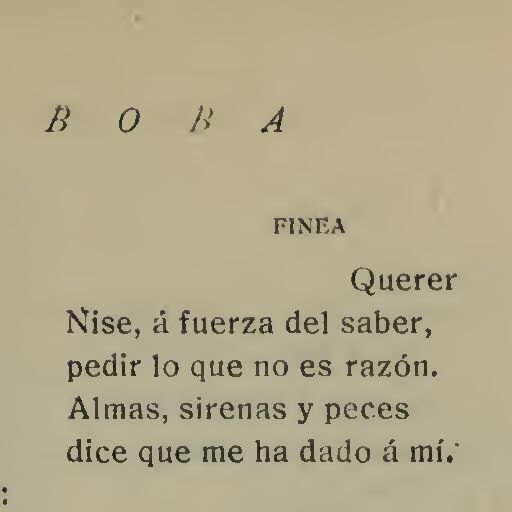 B O B A
FINEA
Querer
Nise, á fuerza del saber,
pedir lo que no es razón.
Almas, sirenas y peces
dice que me ha dado á mí.
: